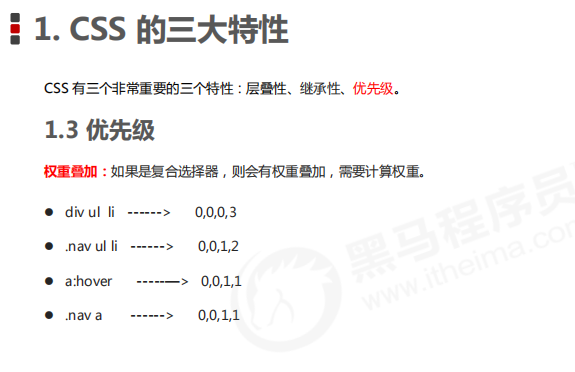 1. CSS 的三大特性
CSS 有三个非常重要的三个特性：层叠性、继承性、优先级。
1.3 优先级
权重叠加：如果是复合选择器，则会有权重叠加，需要计算权重。
● div ul li ------> 0,0,0,3
● .nav ul li ------> 0,0,1,2
● a:hover -----—> 0,0,1,1
● .nav a ------> 0,0,1,1
黑马程序员
www.itheima.com